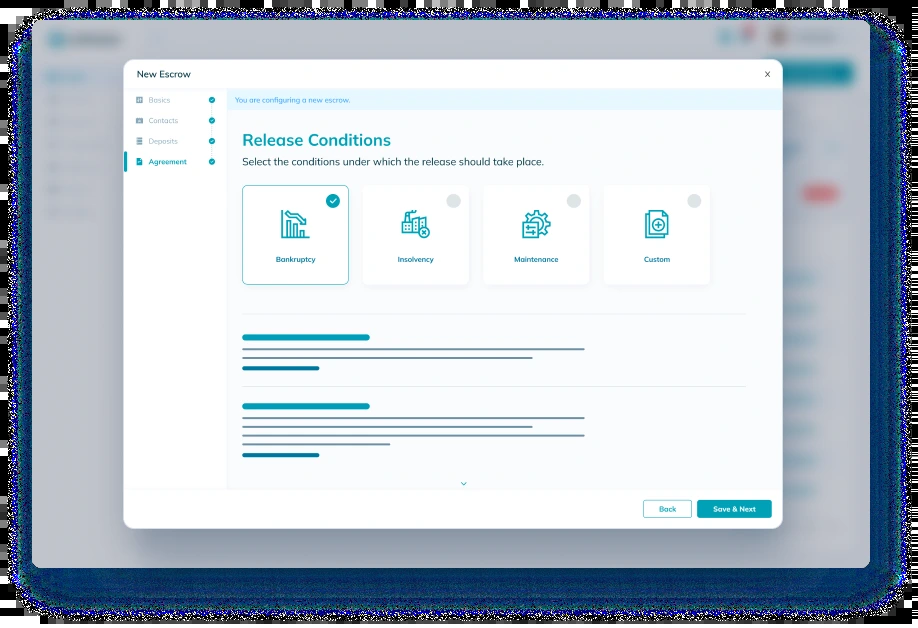 New Escrow
X
Basics
Contacts
Deposits
Agreement
You are configuring a new escrow.
Release Conditions
Select the conditions under which the release should take place.
Bankruptcy
Insolvency
Maintenance
Custom
Back
Save & Next